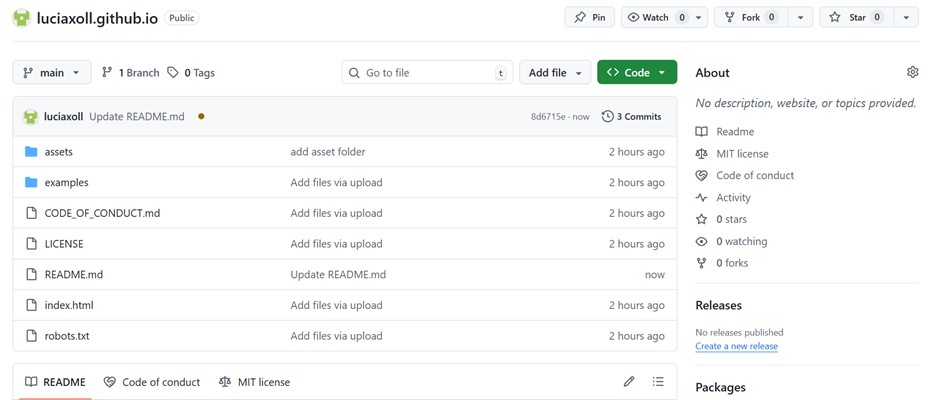 luciaxoll.github.io Public Pin Watch 0 Fork 0 Star 0
main 1 Branch 0 Tags Go to file t Add file Code
luciaxoll Update README.md 8d6715e · now 3 Commits
assets add asset folder 2 hours ago
examples Add files via upload 2 hours ago
CODE_OF_CONDUCT.md Add files via upload 2 hours ago
LICENSE Add files via upload 2 hours ago
README.md Update README.md now
index.html Add files via upload 2 hours ago
robots.txt Add files via upload 2 hours ago
README Code of conduct MIT license
About
No description, website, or topics provided.
Readme
MIT license
Code of conduct
Activity
0 stars
0 watching
0 forks
Releases
No releases published
Create a new release
Packages